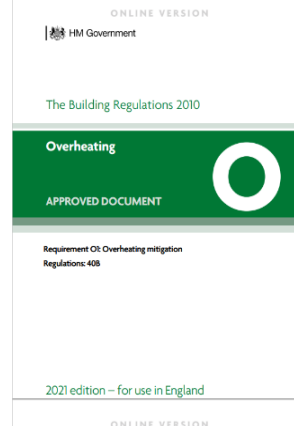 ONLINE VERSION
HM Government
The Building Regulations 2010
Overheating
O
APPROVED DOCUMENT
Requirement O1: Overheating mitigation
Regulations: 40B
2021 edition – for use in England
ONLINE VERSION